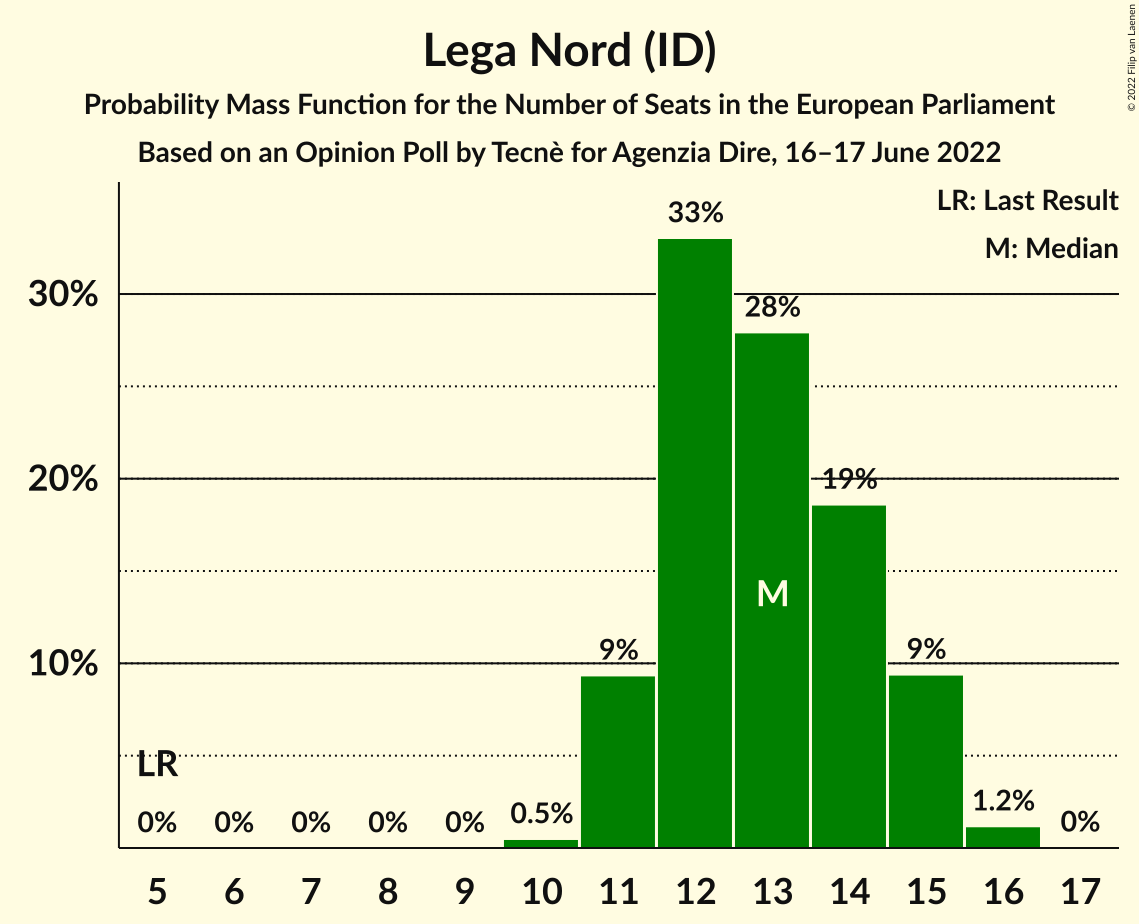 Lega Nord (ID)
Probability Mass Function for the Number of Seats in the European Parliament
Based on an Opinion Poll by Tecnè for Agenzia Dire, 16–17 June 2022
© 2022 Filip van Laenen
LR: Last Result
M: Median
33%
30%
28%
20%
19%
M
10%
9%
9%
LR
0%
0%
0%
0%
0%
0.5%
1.2%
0%
5 6 7 8 9 10 11 12 13 14 15 16 17